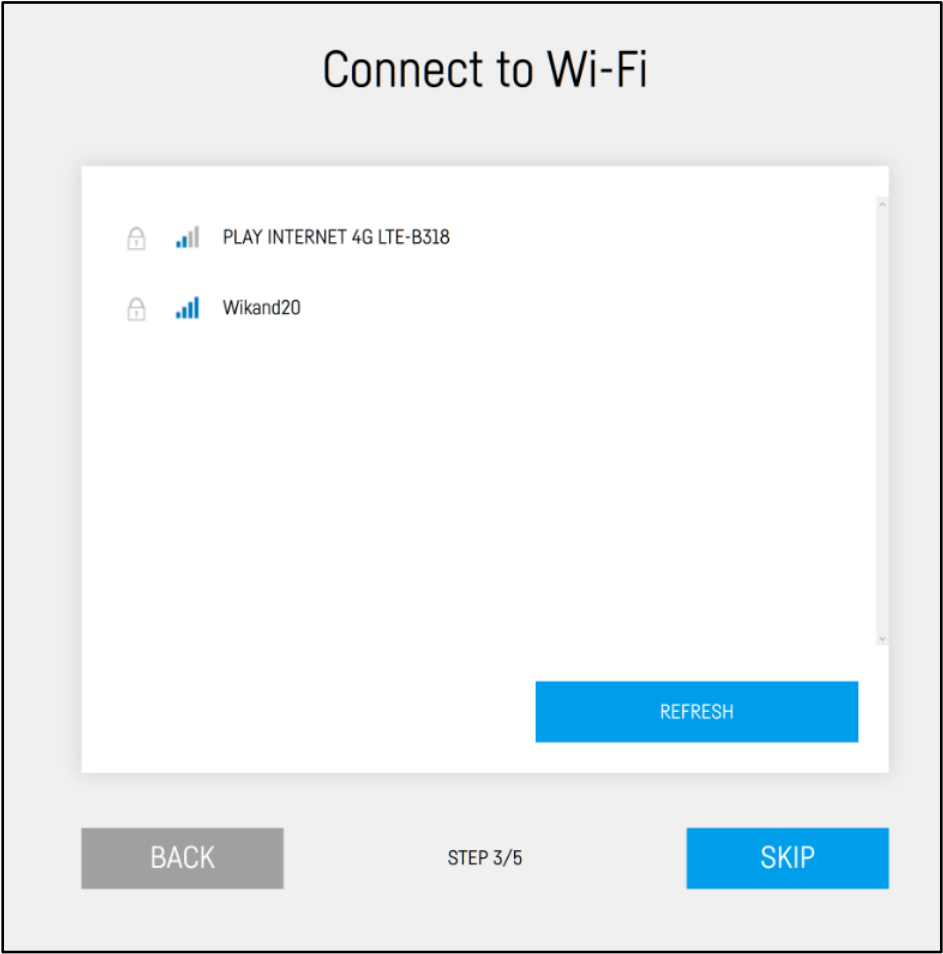 Connect to Wi-Fi
PLAY INTERNET 4G LTE-B318
Wikand20
REFRESH
BACK
STEP 3/5
SKIP